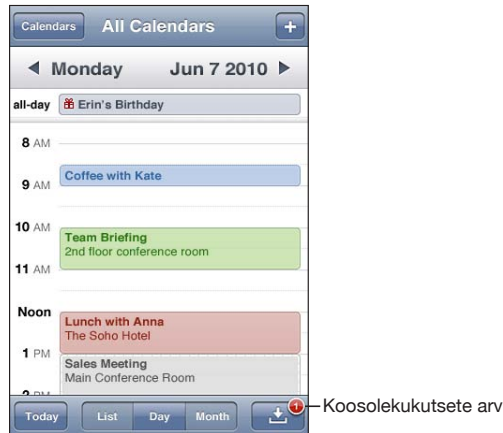 Calendars All Calendars +
Monday Jun 7 2010
all-day Erin's Birthday
8 AM
Coffee with Kate
9 AM
10 AM
Team Briefing
2nd floor conference room
11 AM
Noon
Lunch with Anna
The Soho Hotel
1 PM
Sales Meeting
Main Conference Room
2 PM
Today List Day Month 1
Koosolekukutsete arv